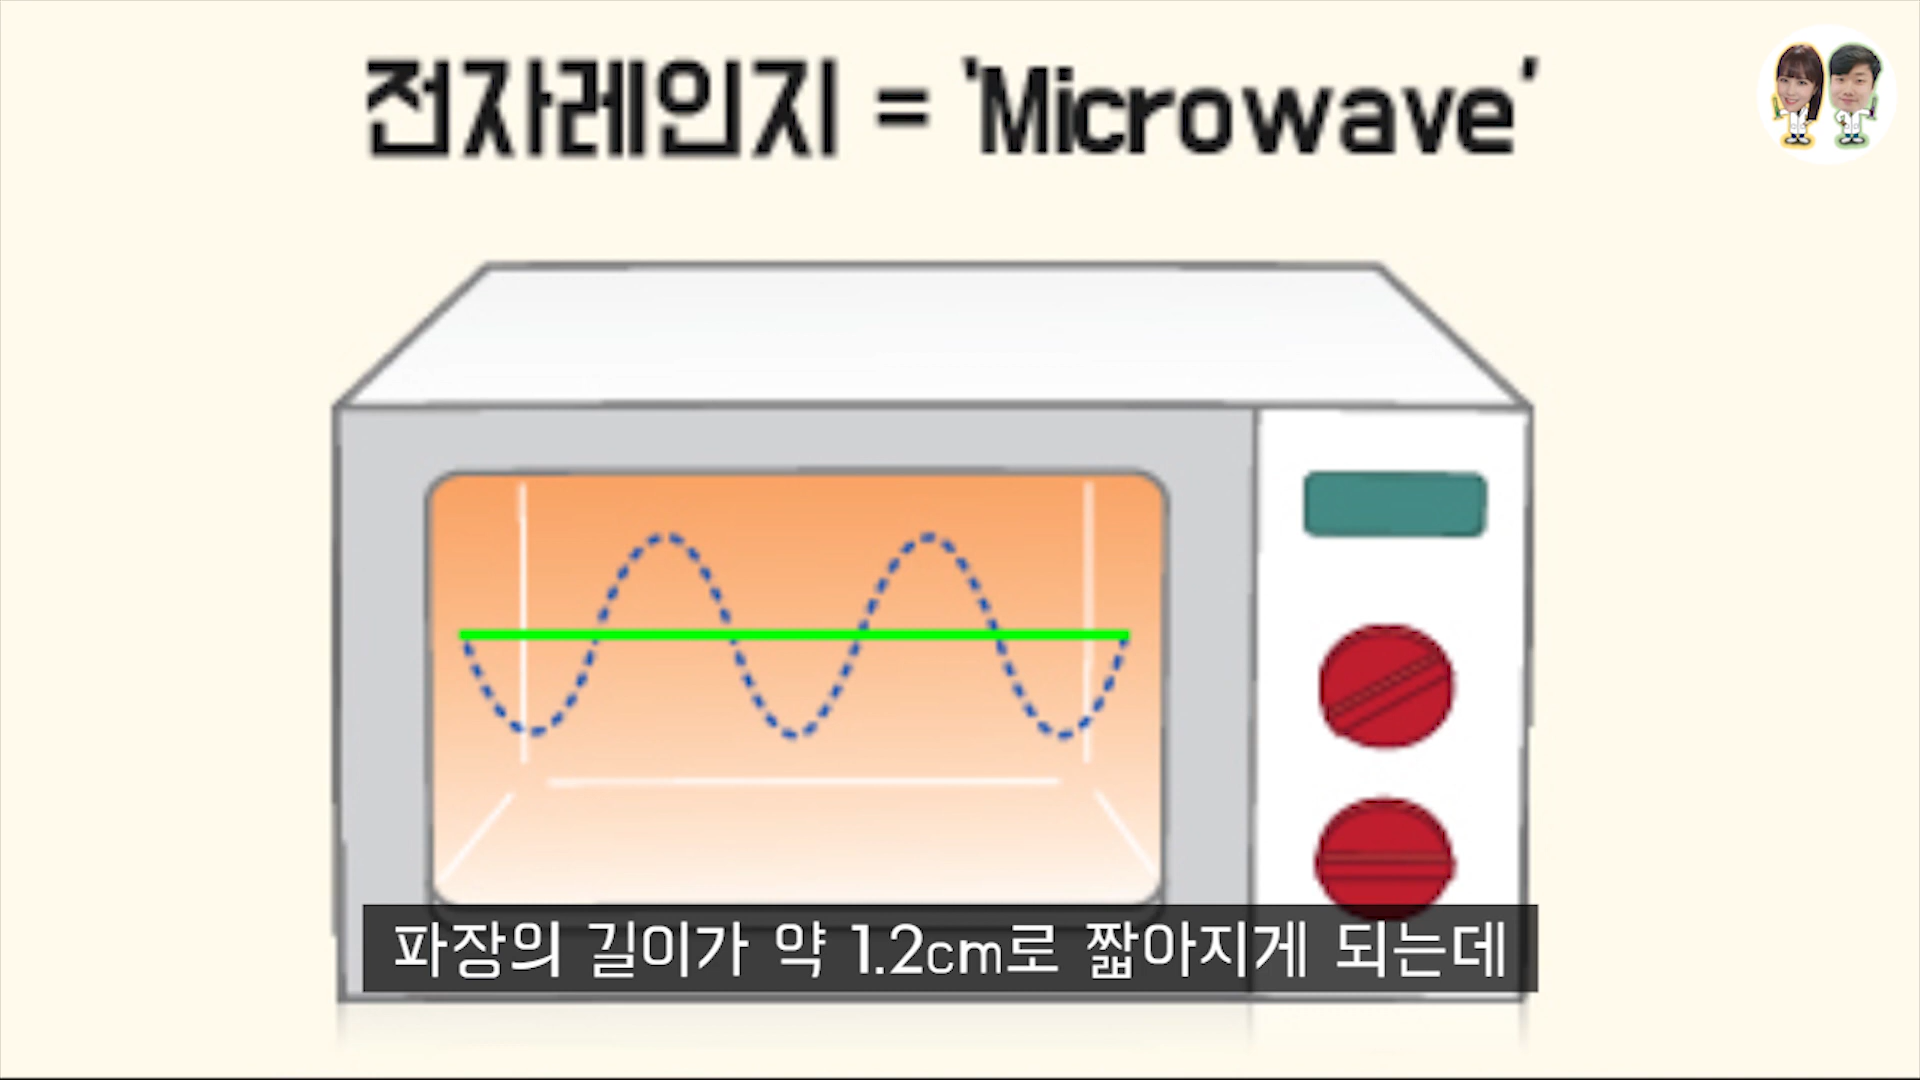 전자레인지 = 'Microwave'
파장의 길이가 약 1.2cm로 짧아지게 되는데